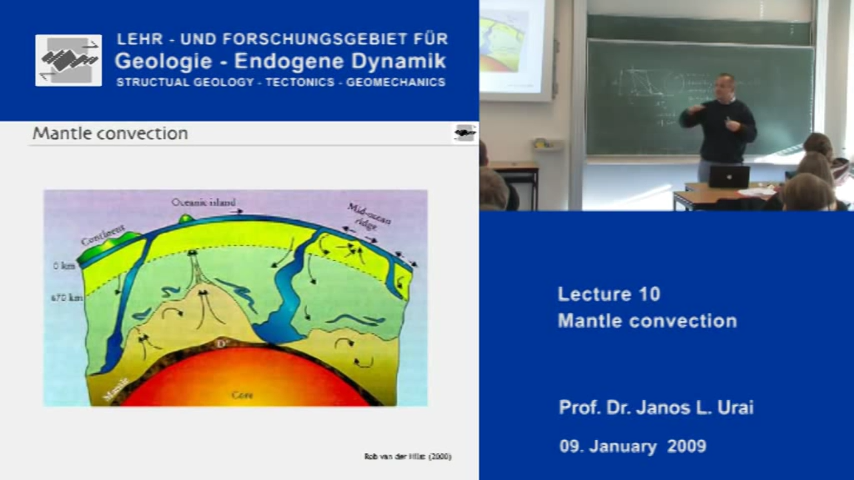 LEHR - UND FORSCHUNGSGEBIET FÜR
Geologie - Endogene Dynamik
STRUCTUAL GEOLOGY - TECTONICS - GEOMECHANICS
Mantle convection
Oceanic island
Mid-ocean
ridge
Continent
0 km
670 km
D"
Mantle
Core
Rob van der Hilst (2000)
Lecture 10
Mantle convection
Prof. Dr. Janos L. Urai
09. January 2009